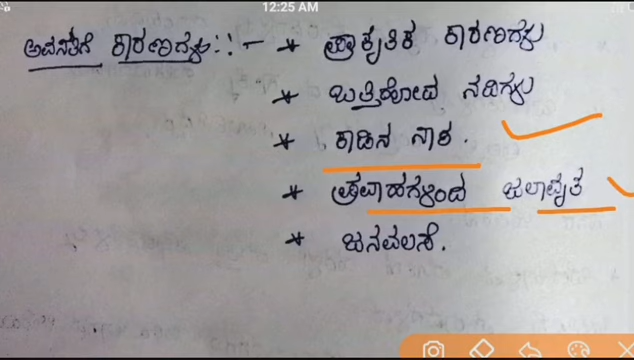 12:25 AM
ಅವನತಿಗೆ ಕಾರಣಗಳು :- * ಪ್ರಾಕೃತಿಕ ಕಾರಣಗಳು
* ಬತ್ತಿಹೋದ ನದಿಗಳು
* ಕಾಡಿನ ನಾಶ.
* ಪ್ರವಾಹಗಳಿಂದ ಜಲಾವೃತ
* ಜನವಲಸೆ.